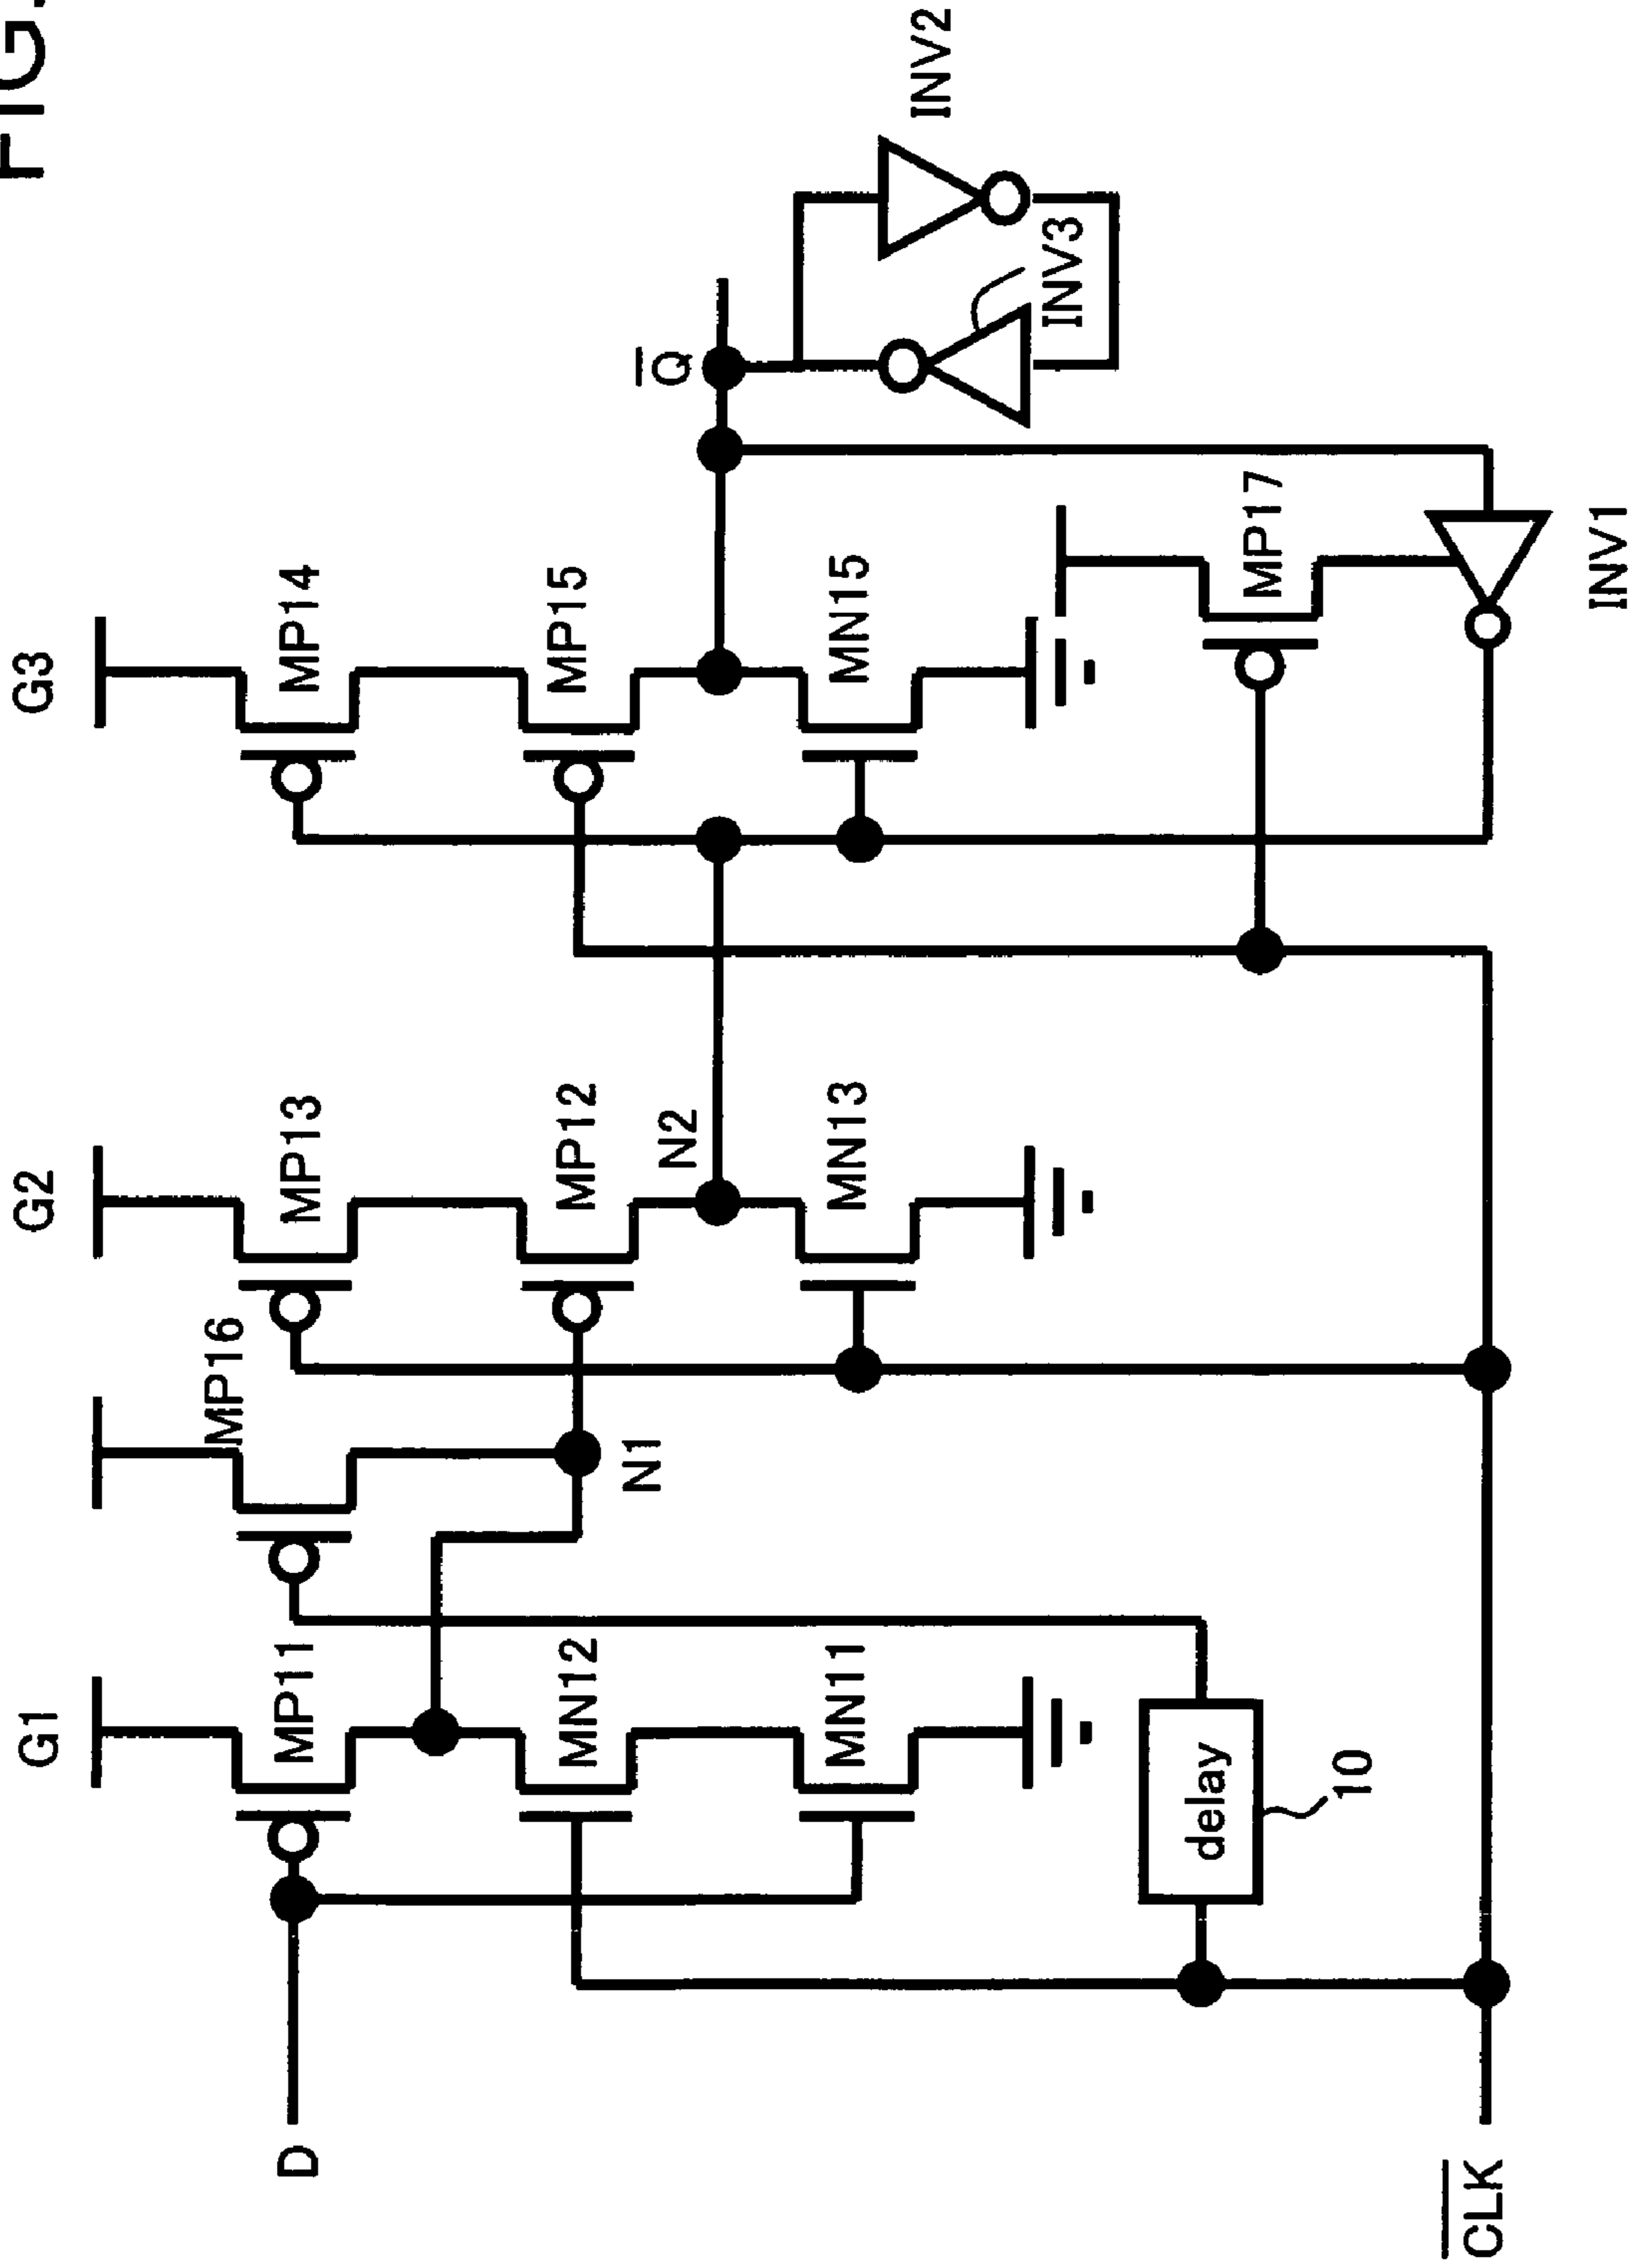 FIG.
G1
G2
G3
MP11
MP16
MP13
MP14
MN12
MP12
MP15
N1
N2
Q̅
MN11
MN13
MN15
INV2
INV3
MP17
INV1
delay
10
D
C̅L̅K̅